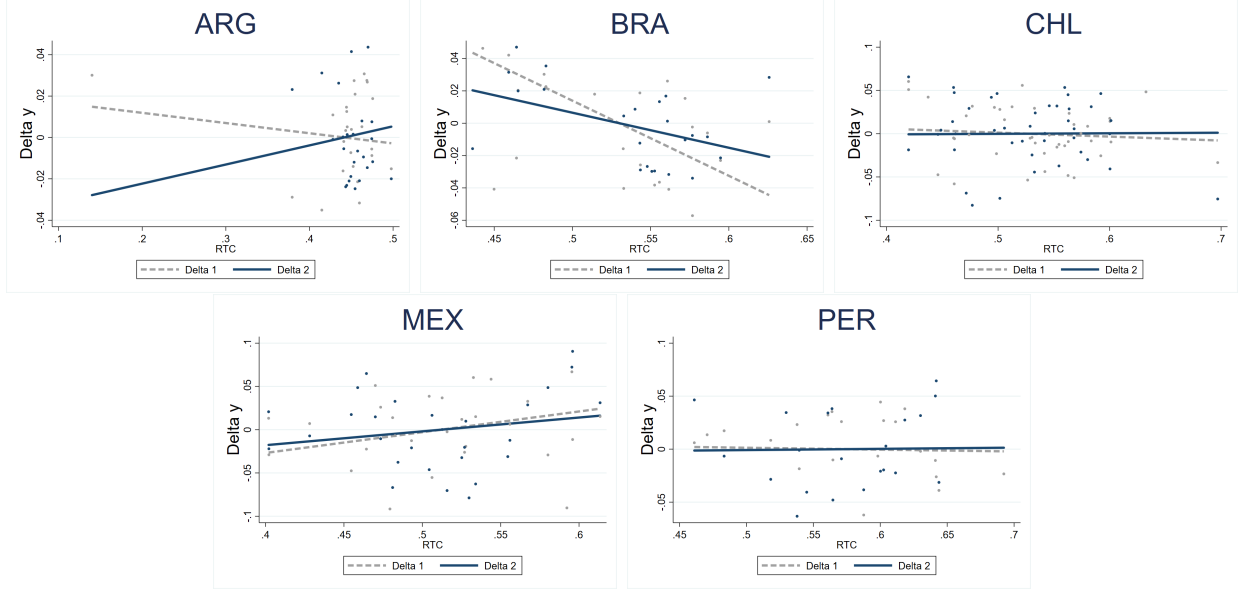 ARG
Delta y
.04
.02
0
-.02
-.04
.1
.2
.3
.4
.5
RTC
Delta 1
Delta 2
BRA
Delta y
.04
.02
0
-.02
-.04
-.06
.45
.5
.55
.6
.65
RTC
Delta 1
Delta 2
CHL
Delta y
.1
.05
0
-.05
-.1
.4
.5
.6
.7
RTC
Delta 1
Delta 2
MEX
Delta y
.1
.05
0
-.05
-.1
.4
.45
.5
.55
.6
RTC
Delta 1
Delta 2
PER
Delta y
.1
.05
0
-.05
.45
.5
.55
.6
.65
.7
RTC
Delta 1
Delta 2